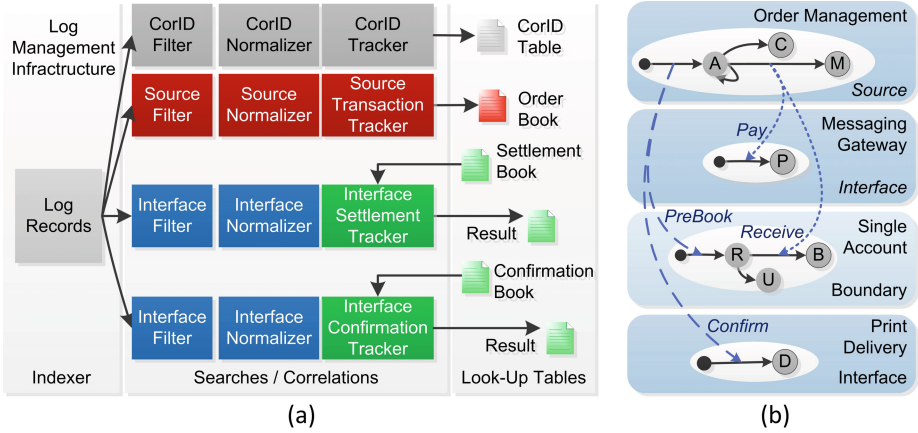 Log
Management
Infractructure
CorID
Filter
CorID
Normalizer
CorID
Tracker
CorID
Table
Source
Filter
Source
Normalizer
Source
Transaction
Tracker
Order
Book
Settlement
Book
Log
Records
Interface
Filter
Interface
Normalizer
Interface
Settlement
Tracker
Result
Confirmation
Book
Interface
Filter
Interface
Normalizer
Interface
Confirmation
Tracker
Result
Indexer
Searches / Correlations
Look-Up Tables
(a)
Order Management
C
A
M
Source
Pay
Messaging
Gateway
P
Interface
PreBook
Receive
Single
Account
R
B
U
Boundary
Confirm
Print
Delivery
D
Interface
(b)